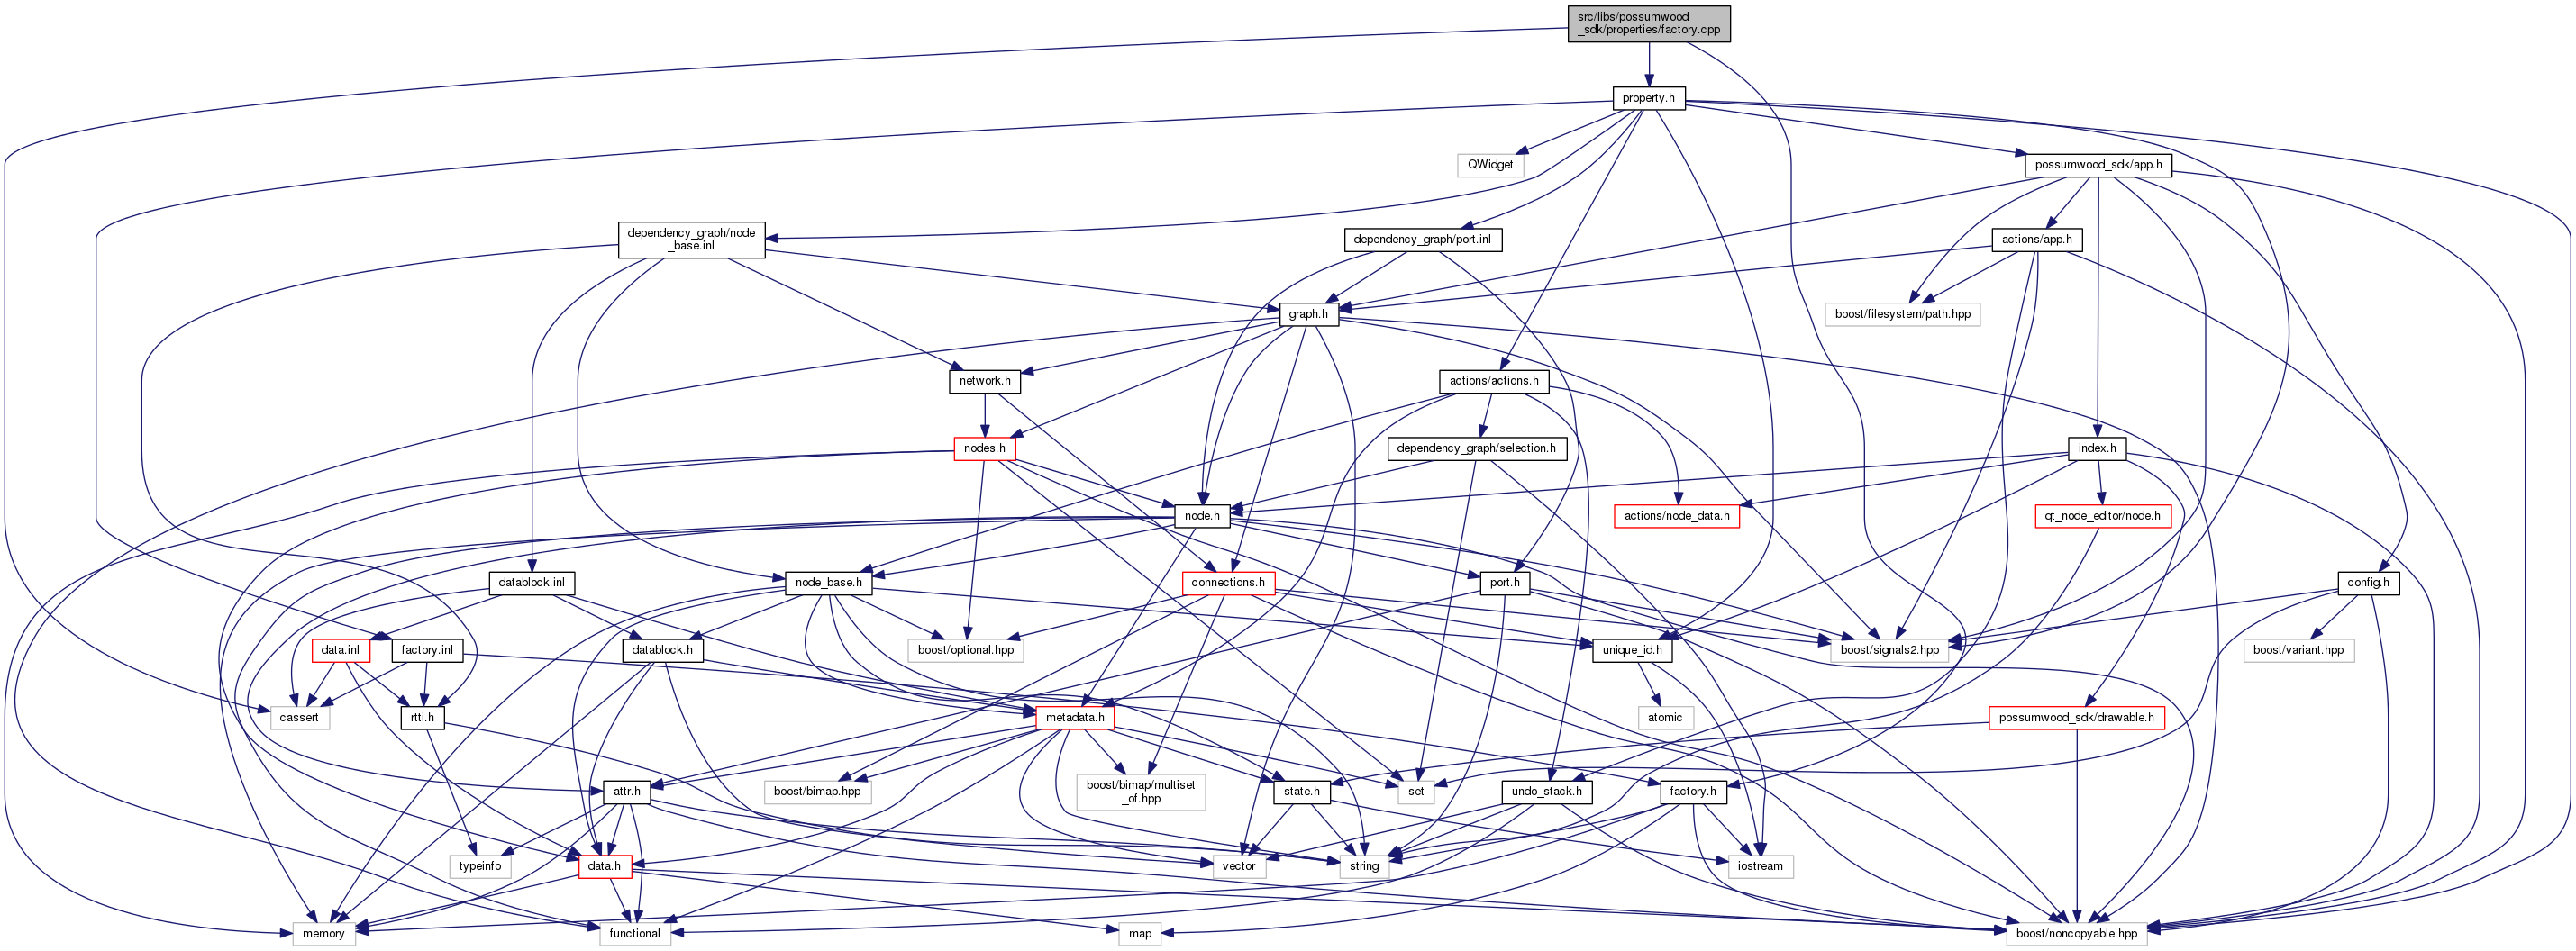 src/libs/possumwood
_sdk/properties/factory.cpp
property.h
QWidget
possumwood_sdk/app.h
dependency_graph/node
_base.inl
dependency_graph/port.inl
actions/app.h
graph.h
boost/filesystem/path.hpp
network.h
actions/actions.h
nodes.h
dependency_graph/selection.h
index.h
node.h
actions/node_data.h
qt_node_editor/node.h
datablock.inl
node_base.h
connections.h
port.h
config.h
data.inl
factory.inl
datablock.h
boost/optional.hpp
unique_id.h
boost/signals2.hpp
boost/variant.hpp
cassert
rtti.h
metadata.h
atomic
possumwood_sdk/drawable.h
attr.h
boost/bimap.hpp
boost/bimap/multiset
_of.hpp
state.h
set
undo_stack.h
factory.h
typeinfo
data.h
vector
string
iostream
memory
functional
map
boost/noncopyable.hpp